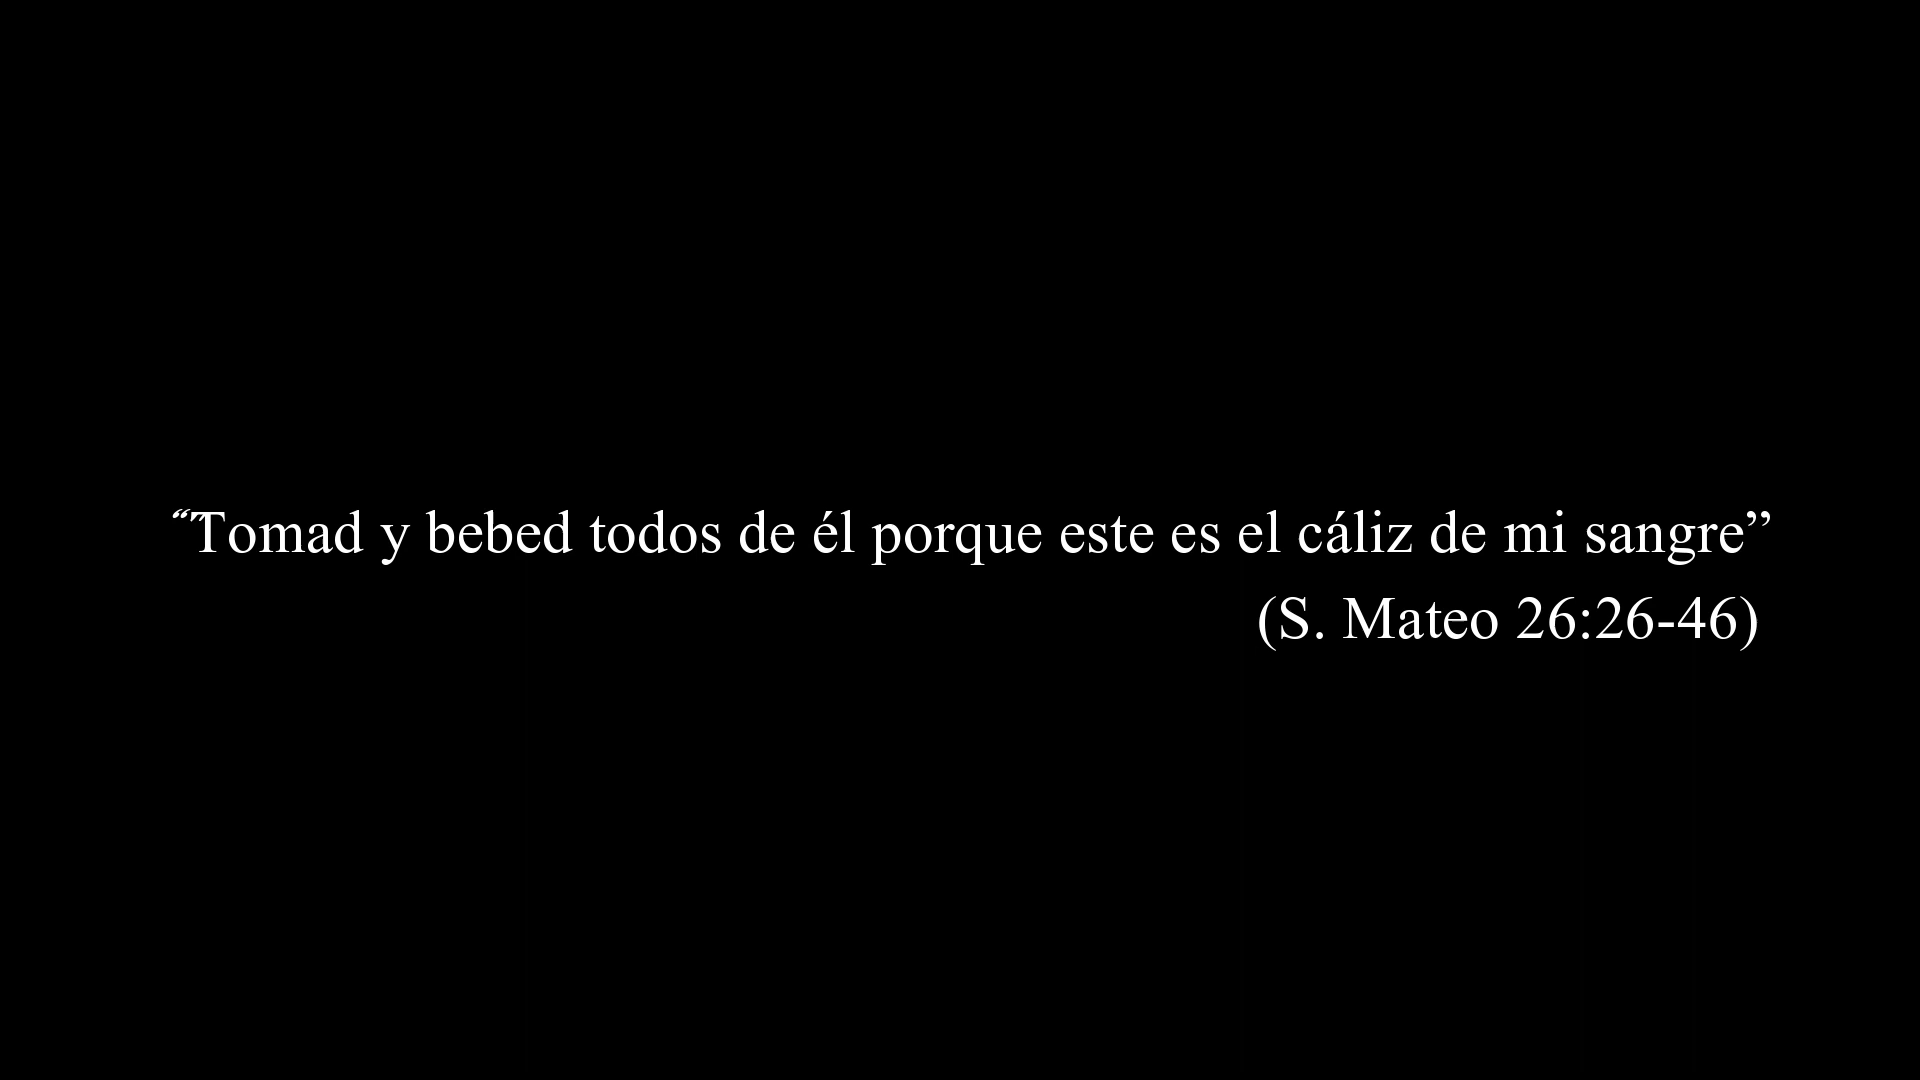 “Tomad y bebed todos de él porque este es el cáliz de mi sangre”
(S. Mateo 26:26-46)